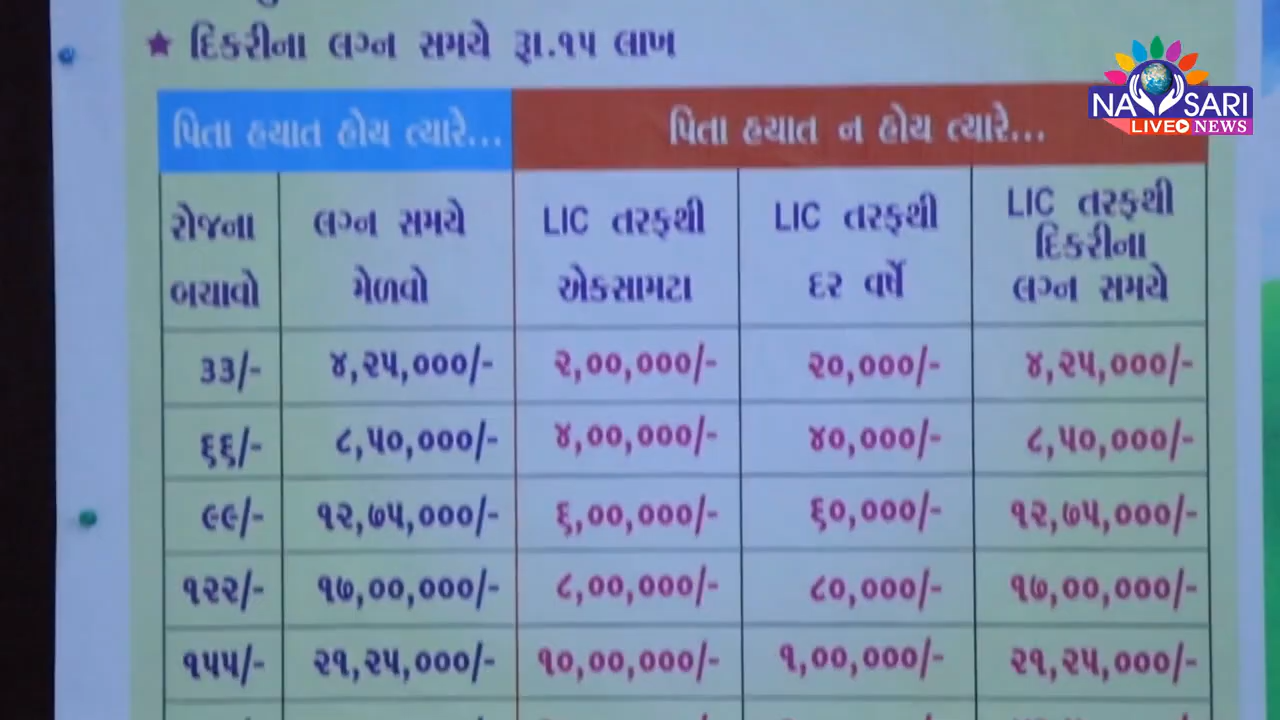 ★ દિકરીના લગ્ન સમયે રૂા.૧૫ લાખ
NAVSARI
LIVE NEWS
પિતા હયાત હોય ત્યારે... પિતા હયાત ન હોય ત્યારે...
રોજના બચાવો લગ્ન સમયે મેળવો LIC તરફથી એકસામટા LIC તરફથી દર વર્ષે LIC તરફથી દિકરીના લગ્ન સમયે
૩૩/- ૪,૨૫,૦૦૦/- ૨,૦૦,૦૦૦/- ૨૦,૦૦૦/- ૪,૨૫,૦૦૦/-
૬૬/- ૮,૫૦,૦૦૦/- ૪,૦૦,૦૦૦/- ૪૦,૦૦૦/- ૮,૫૦,૦૦૦/-
૯૯/- ૧૨,૭૫,૦૦૦/- ૬,૦૦,૦૦૦/- ૬૦,૦૦૦/- ૧૨,૭૫,૦૦૦/-
૧૨૨/- ૧૭,૦૦,૦૦૦/- ૮,૦૦,૦૦૦/- ૮૦,૦૦૦/- ૧૭,૦૦,૦૦૦/-
૧૫૫/- ૨૧,૨૫,૦૦૦/- ૧૦,૦૦,૦૦૦/- ૧,૦૦,૦૦૦/- ૨૧,૨૫,૦૦૦/-